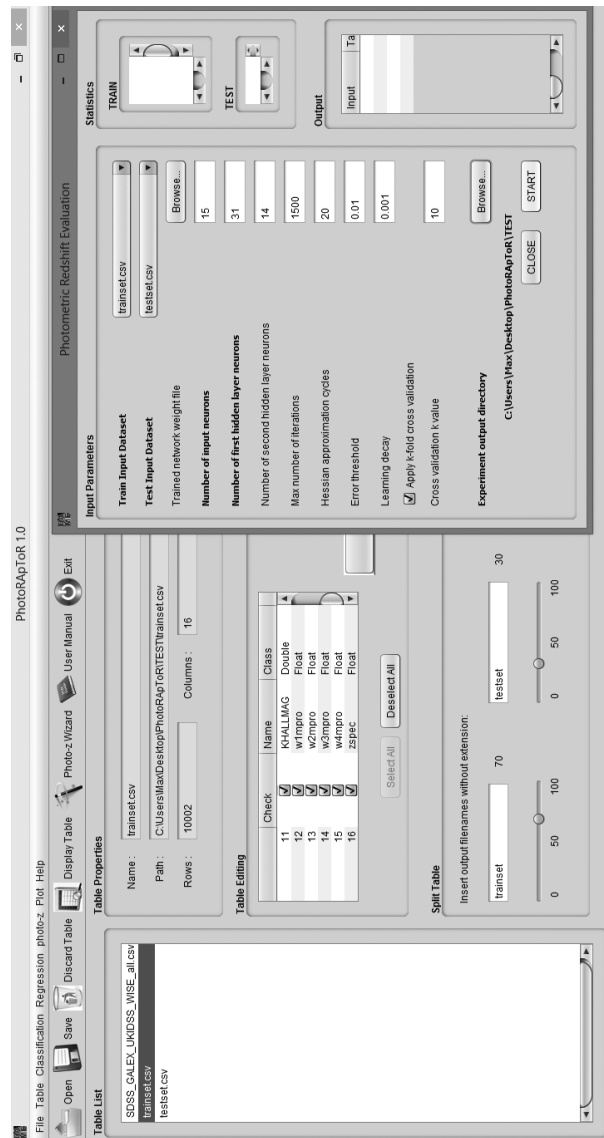 PhotoRApToR 1.0
File Table Classification Regression photo-z Plot Help
Open Save Discard Table Display Table Photo-z Wizard User Manual Exit
Table List
SDSS_GALEX_UKIDSS_WISE_all.csv
trainset.csv
testset.csv
Table Properties
Name : trainset.csv
Path : C:\Users\Max\Desktop\PhotoRApToR\TEST\trainset.csv
Rows : 10002 Columns : 16
Table Editing
Check Name Class
11 KHALLMAG Double
12 w1mpro Float
13 w2mpro Float
14 w3mpro Float
15 w4mpro Float
16 zspec Float
Select All Deselect All
Split Table
Insert output filenames without extension:
trainset 70 testset 30
0 50 100 0 50 100
Photometric Redshift Evaluation
Input Parameters
Train Input Dataset trainset.csv
Test Input Dataset testset.csv
Trained network weight file Browse...
Number of input neurons 15
Number of first hidden layer neurons 31
Number of second hidden layer neurons 14
Max number of iterations 1500
Hessian approximation cycles 20
Error threshold 0.01
Learning decay 0.001
Apply k-fold cross validation
Cross validation k value 10
Experiment output directory Browse...
C:\Users\Max\Desktop\PhotoRApToR\TEST
CLOSE START
Statistics
TRAIN
TEST
Output
Input Ta